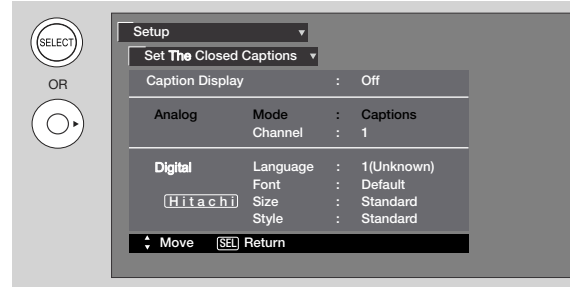 SELECT
OR
Setup
Set The Closed Captions
Caption Display : Off
Analog Mode : Captions
Channel : 1
Digital Language : 1(Unknown)
Font : Default
Hitachi Size : Standard
Style : Standard
Move SEL Return